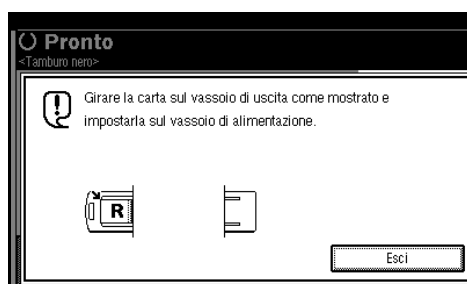 Pronto
<Tamburo nero>
Girare la carta sul vassoio di uscita come mostrato e
impostarla sul vassoio di alimentazione.
R
Esci